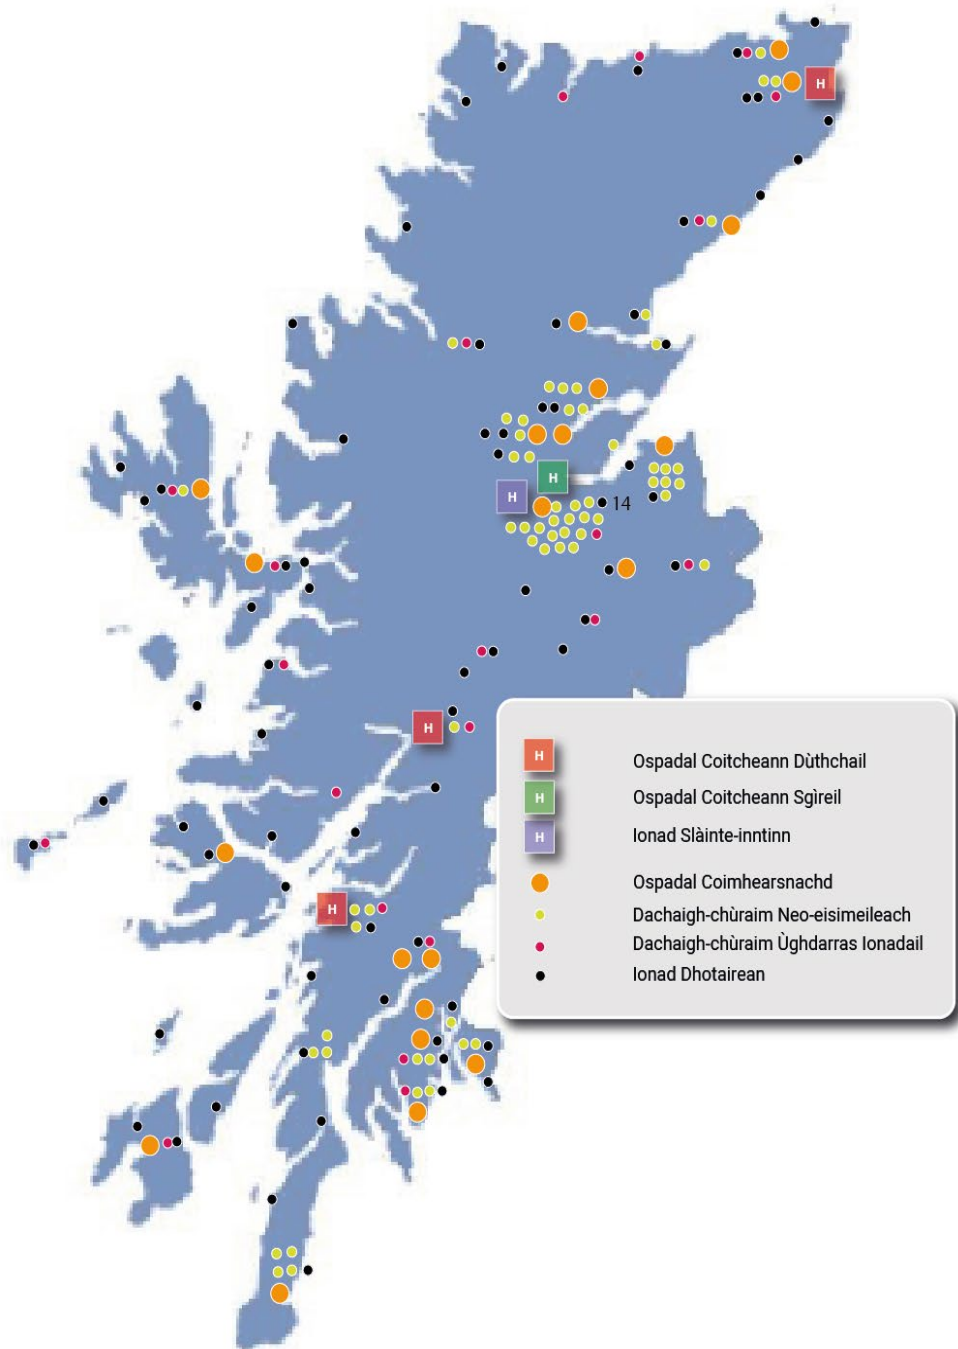 H
H
H
14
H
H
H Ospadal Coitcheann Dùthchail
H Ospadal Coitcheann Sgìreil
H Ionad Slàinte-inntinn
Ospadal Coimhearsnachd
Dachaigh-chùraim Neo-eisimeileach
Dachaigh-chùraim Ùghdarras Ionadail
Ionad Dhotairean